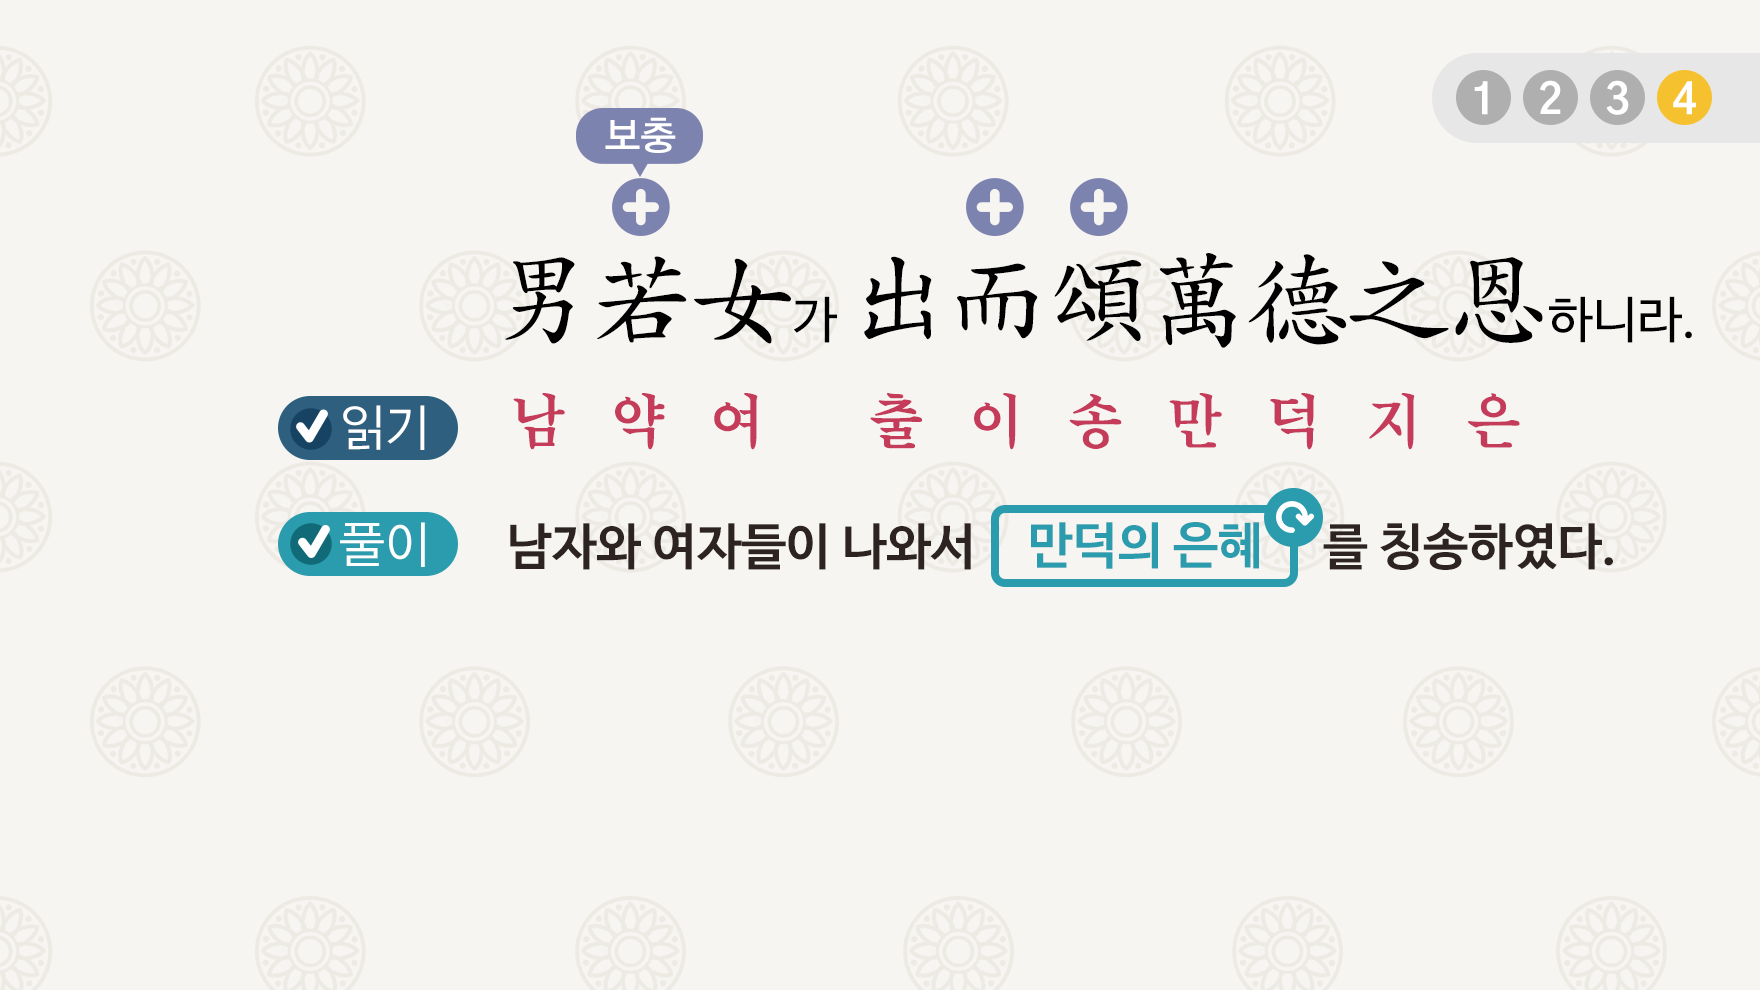 1 2 3 4
보충
男若女가 出而頌萬德之恩하니라.
읽기 남 약 여 출 이 송 만 덕 지 은
풀이 남자와 여자들이 나와서 만덕의 은혜를 칭송하였다.